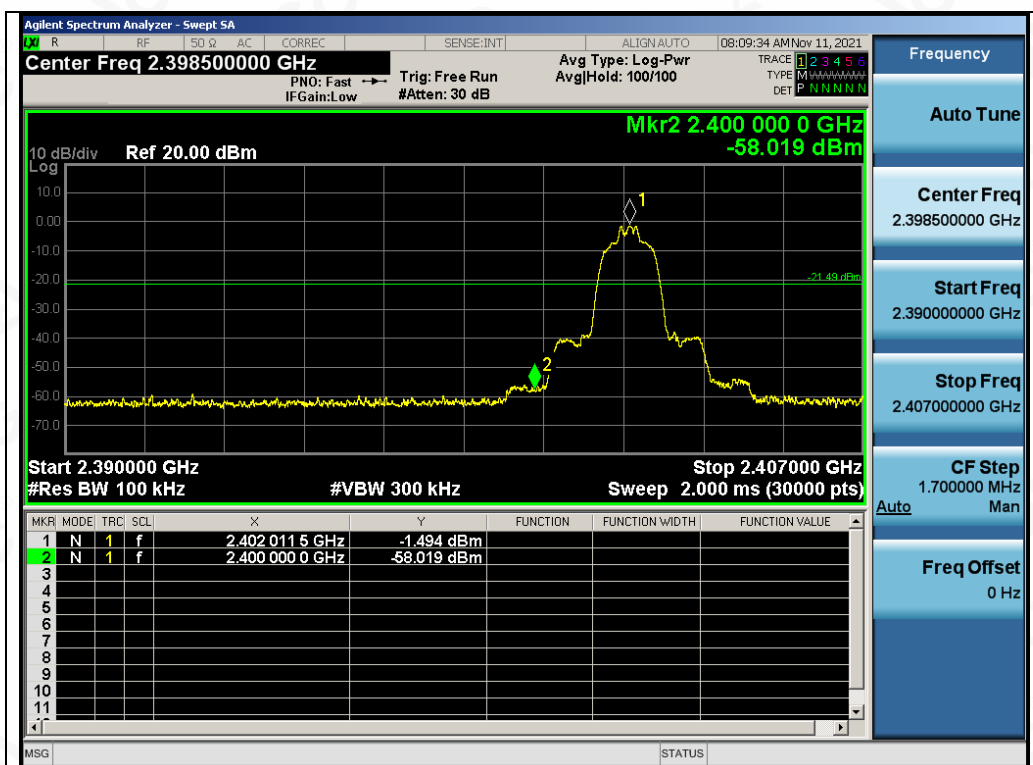 Agilent Spectrum Analyzer - Swept SA
LXI R RF 50 Ω AC CORREC SENSE:INT ALIGN AUTO 08:09:34 AM Nov 11, 2021
Center Freq 2.398500000 GHz
PNO: Fast
IFGain:Low
Trig: Free Run
#Atten: 30 dB
Avg Type: Log-Pwr
Avg|Hold: 100/100
TRACE 1 2 3 4 5 6
TYPE M W W W W W
DET P N N N N N
Mkr2 2.400 000 0 GHz
-58.019 dBm
10 dB/div Ref 20.00 dBm
Log
10.0
0.00
-10.0
-20.0
-30.0
-40.0
-50.0
-60.0
-70.0
1
-21.49 dBm
2
Start 2.390000 GHz Stop 2.407000 GHz
#Res BW 100 kHz #VBW 300 kHz Sweep 2.000 ms (30000 pts)
MKR MODE TRC SCL X Y FUNCTION FUNCTION WIDTH FUNCTION VALUE
1 N 1 f 2.402 011 5 GHz -1.494 dBm
2 N 1 f 2.400 000 0 GHz -58.019 dBm
3
4
5
6
7
8
9
10
11
MSG STATUS
Frequency
Auto Tune
Center Freq
2.398500000 GHz
Start Freq
2.390000000 GHz
Stop Freq
2.407000000 GHz
CF Step
1.700000 MHz
Auto Man
Freq Offset
0 Hz